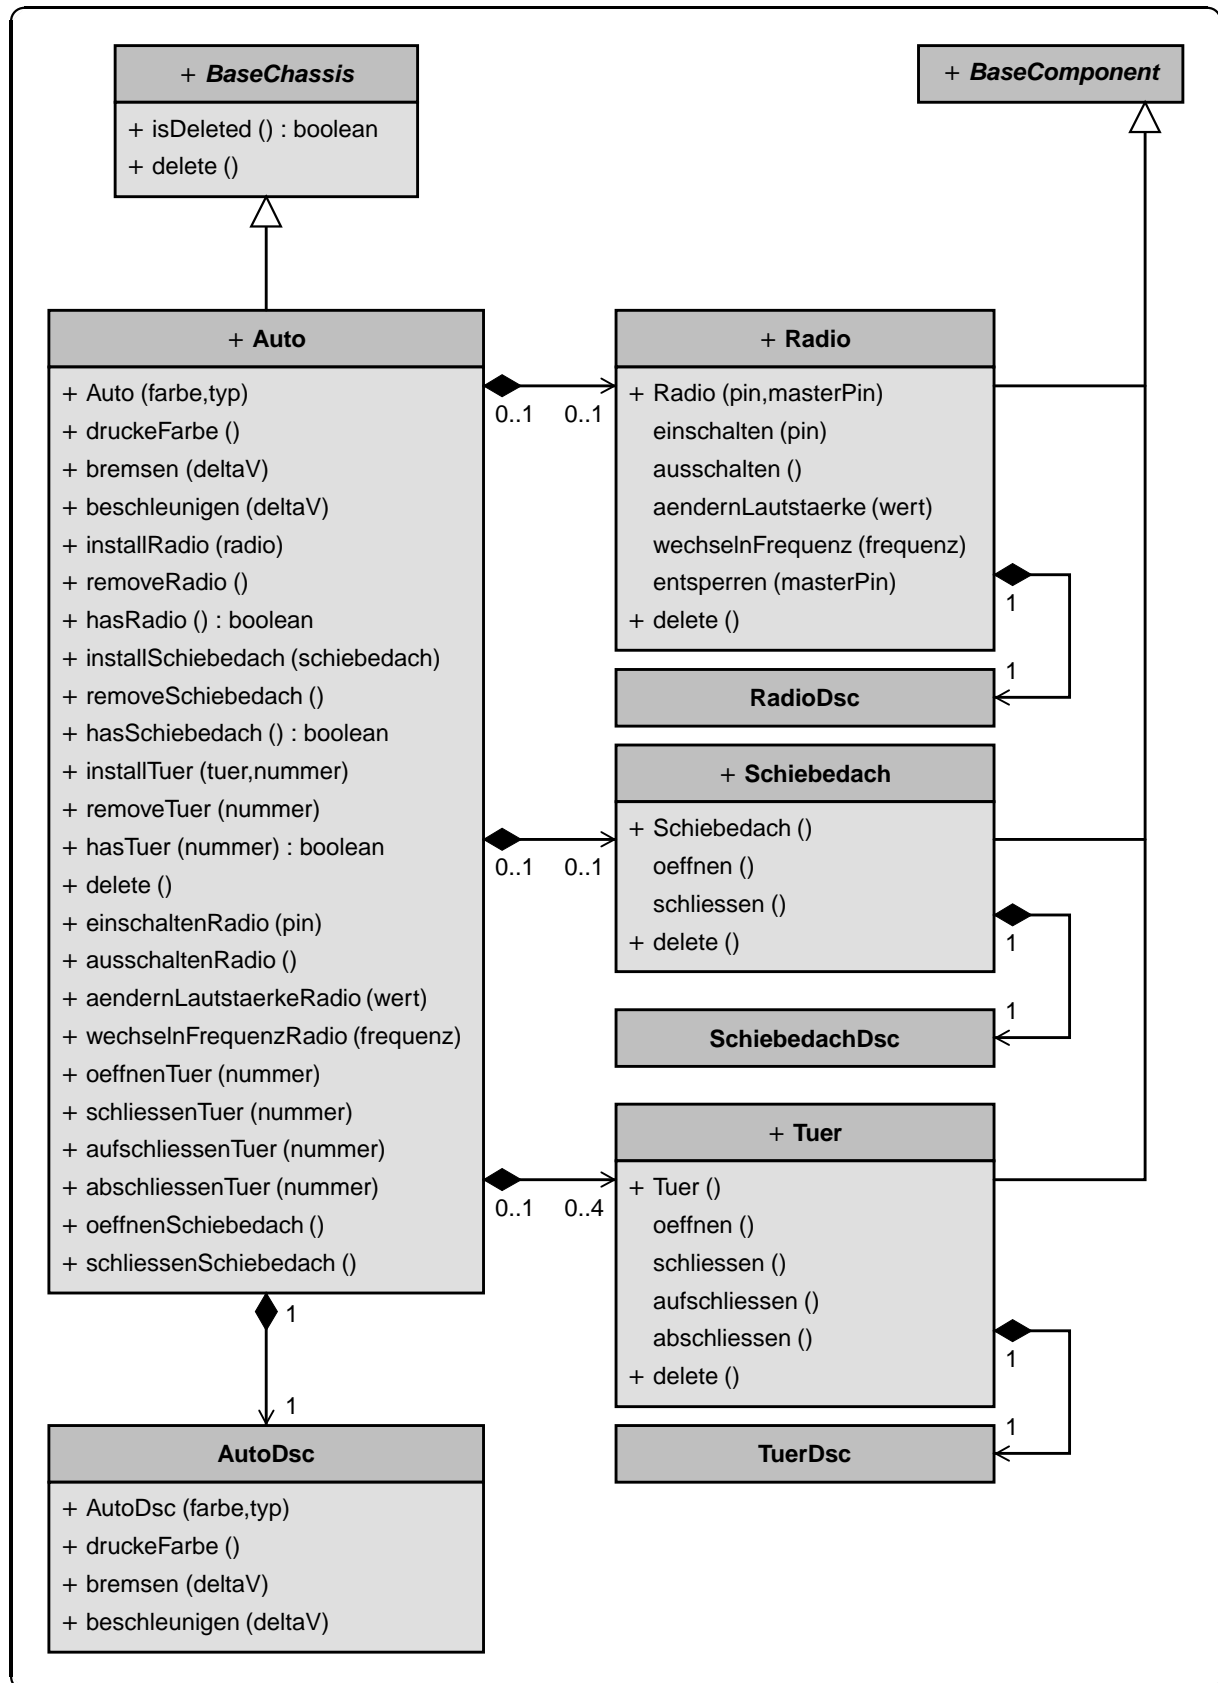 + BaseChassis
+ isDeleted () : boolean
+ delete ()
+ BaseComponent
+ Auto
+ Auto (farbe,typ)
+ druckeFarbe ()
+ bremsen (deltaV)
+ beschleunigen (deltaV)
+ installRadio (radio)
+ removeRadio ()
+ hasRadio () : boolean
+ installSchiebedach (schiebedach)
+ removeSchiebedach ()
+ hasSchiebedach () : boolean
+ installTuer (tuer,nummer)
+ removeTuer (nummer)
+ hasTuer (nummer) : boolean
+ delete ()
+ einschaltenRadio (pin)
+ ausschaltenRadio ()
+ aendernLautstaerkeRadio (wert)
+ wechselnFrequenzRadio (frequenz)
+ oeffnenTuer (nummer)
+ schliessenTuer (nummer)
+ aufschliessenTuer (nummer)
+ abschliessenTuer (nummer)
+ oeffnenSchiebedach ()
+ schliessenSchiebedach ()
0..1 0..1
+ Radio
+ Radio (pin,masterPin)
einschalten (pin)
ausschalten ()
aendernLautstaerke (wert)
wechselnFrequenz (frequenz)
entsperren (masterPin)
+ delete ()
1
1
RadioDsc
0..1 0..1
+ Schiebedach
+ Schiebedach ()
oeffnen ()
schliessen ()
+ delete ()
1
1
SchiebedachDsc
0..1 0..4
+ Tuer
+ Tuer ()
oeffnen ()
schliessen ()
aufschliessen ()
abschliessen ()
+ delete ()
1
1
TuerDsc
1
1
AutoDsc
+ AutoDsc (farbe,typ)
+ druckeFarbe ()
+ bremsen (deltaV)
+ beschleunigen (deltaV)